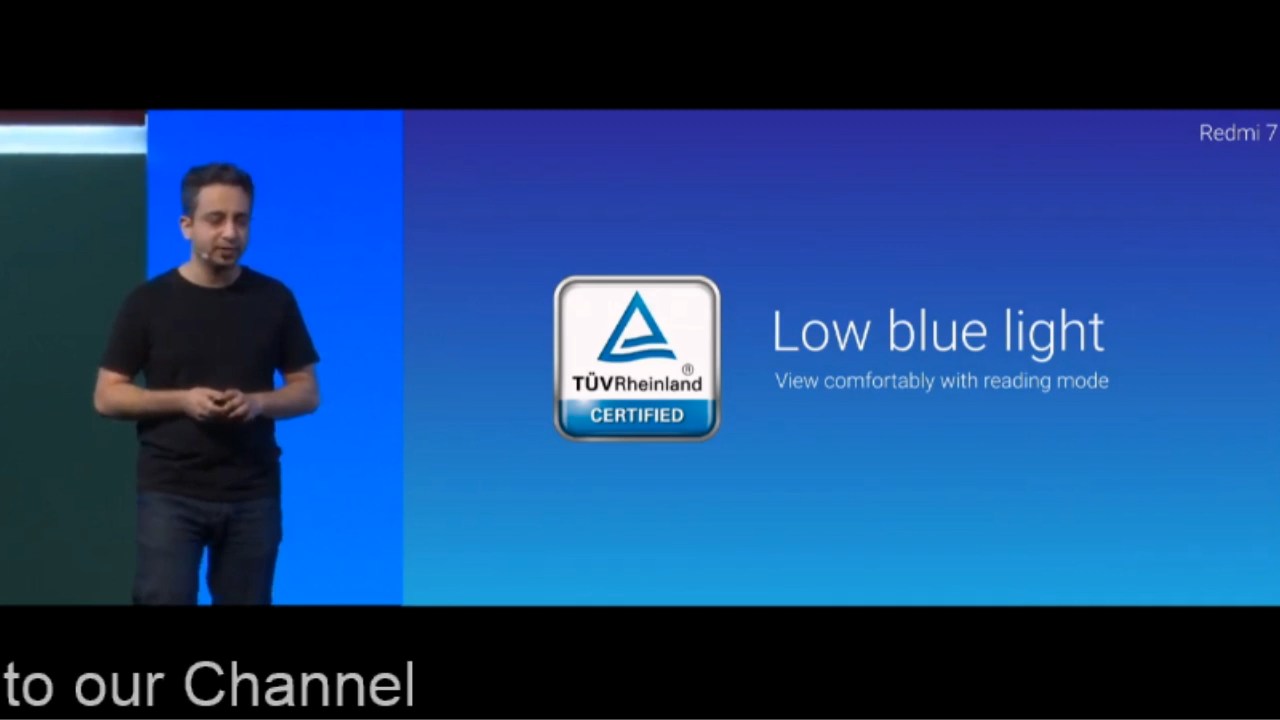 Redmi 7
TÜVRheinland®
CERTIFIED
Low blue light
View comfortably with reading mode
to our Channel